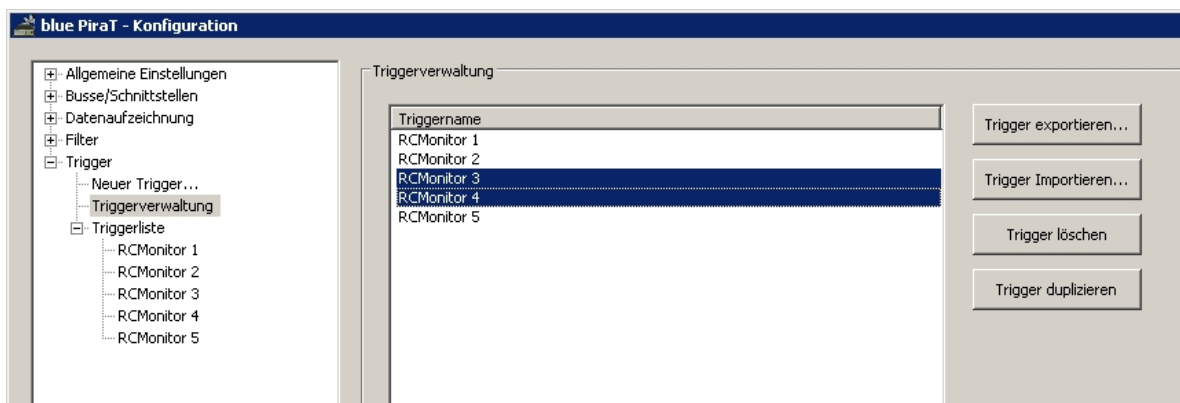 blue PiraT - Konfiguration
Allgemeine Einstellungen
Busse/Schnittstellen
Datenaufzeichnung
Filter
Trigger
Neuer Trigger...
Triggerverwaltung
Triggerliste
RCMonitor 1
RCMonitor 2
RCMonitor 3
RCMonitor 4
RCMonitor 5
Triggerverwaltung
Triggername
RCMonitor 1
RCMonitor 2
RCMonitor 3
RCMonitor 4
RCMonitor 5
Trigger exportieren...
Trigger Importieren...
Trigger löschen
Trigger duplizieren